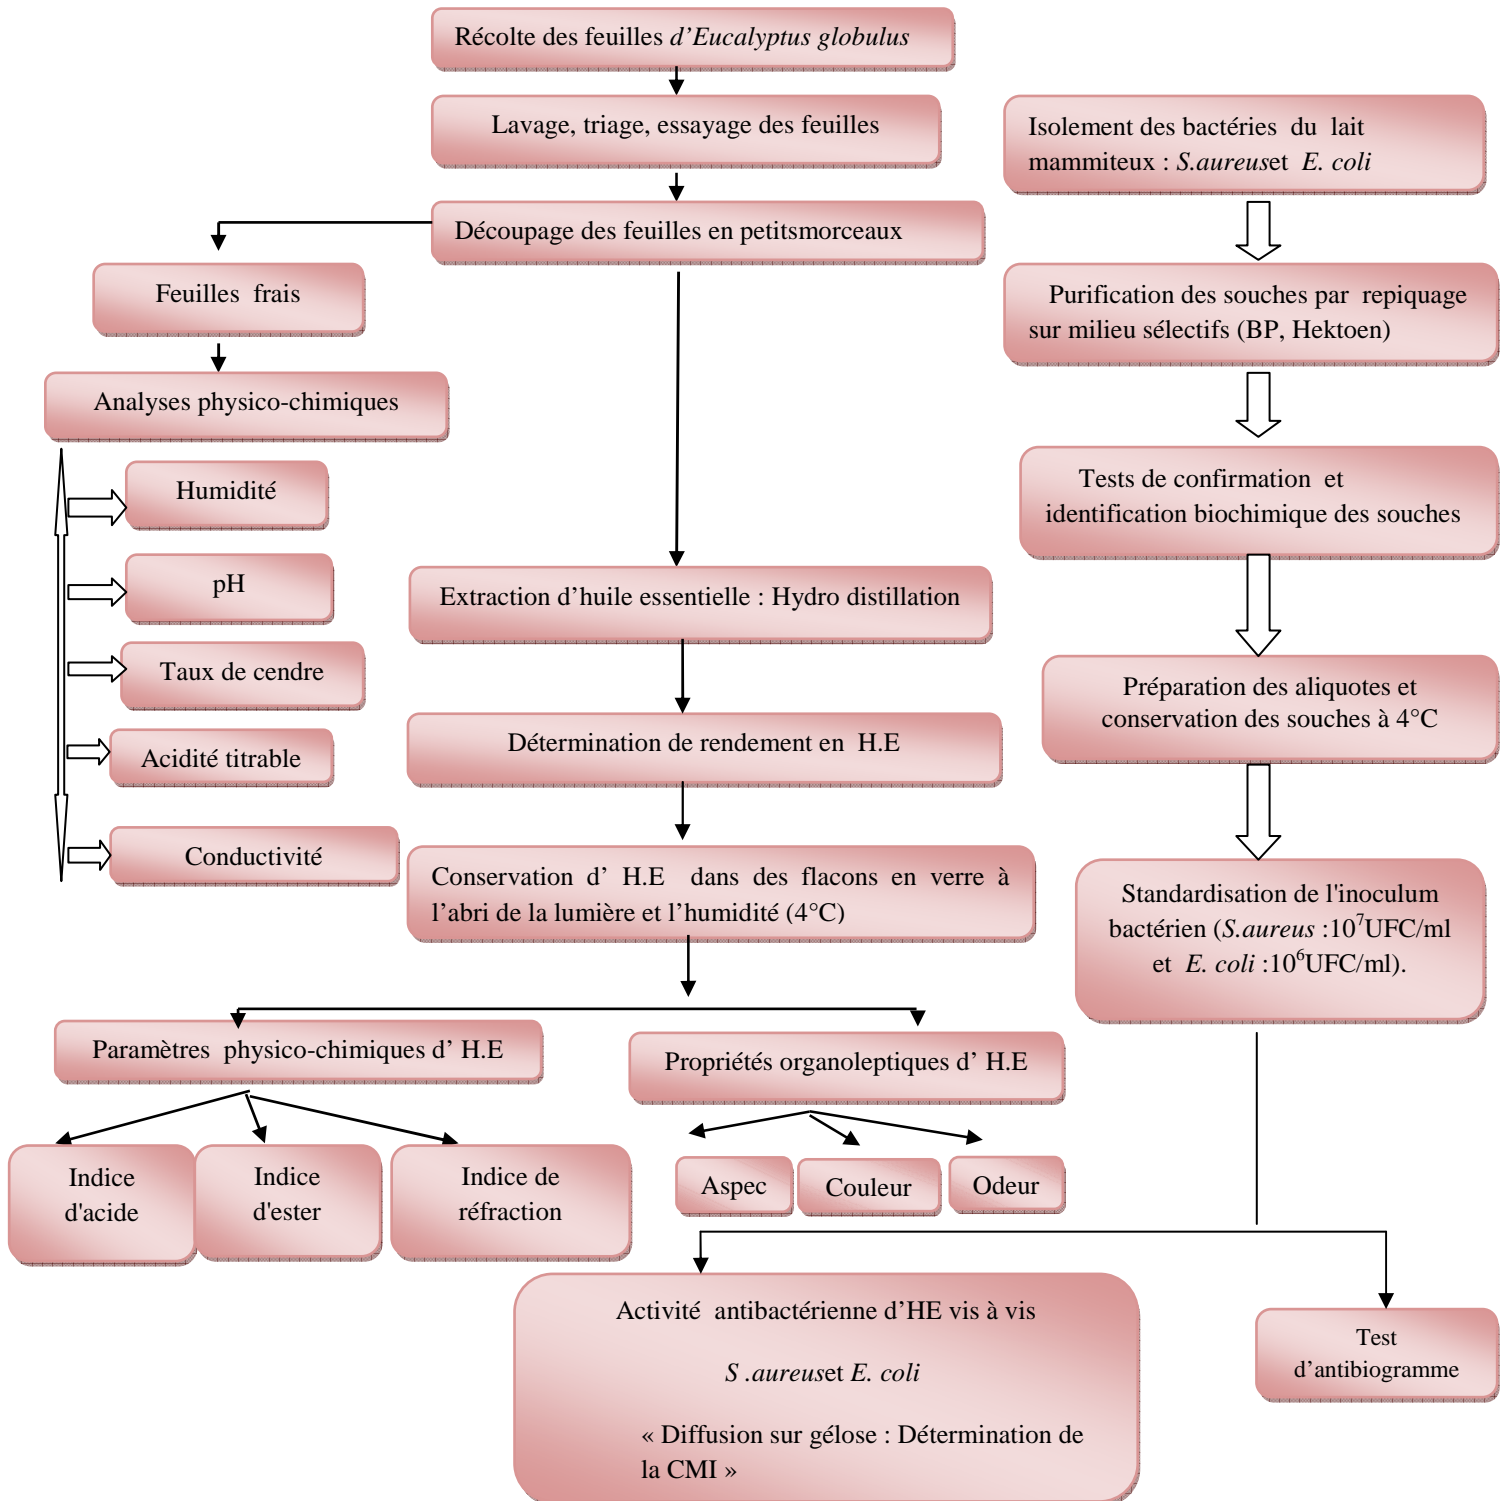 Récolte des feuilles d’Eucalyptus globulus
Lavage, triage, essayage des feuilles
Découpage des feuilles en petitsmorceaux
Feuilles frais
Analyses physico-chimiques
Humidité
pH
Taux de cendre
Acidité titrable
Conductivité
Extraction d’huile essentielle : Hydro distillation
Détermination de rendement en H.E
Conservation d’ H.E dans des flacons en verre à
l’abri de la lumière et l’humidité (4°C)
Paramètres physico-chimiques d’ H.E
Indice
d'acide
Indice
d'ester
Indice de
réfraction
Propriétés organoleptiques d’ H.E
Aspec
Couleur
Odeur
Isolement des bactéries du lait
mammiteux : S.aureuset E. coli
Purification des souches par repiquage
sur milieu sélectifs (BP, Hektoen)
Tests de confirmation et
identification biochimique des souches
Préparation des aliquotes et
conservation des souches à 4°C
Standardisation de l'inoculum
bactérien (S.aureus :10⁷UFC/ml
et E. coli :10⁶UFC/ml).
Activité antibactérienne d’HE vis à vis
S .aureuset E. coli
« Diffusion sur gélose : Détermination de
la CMI »
Test
d’antibiogramme